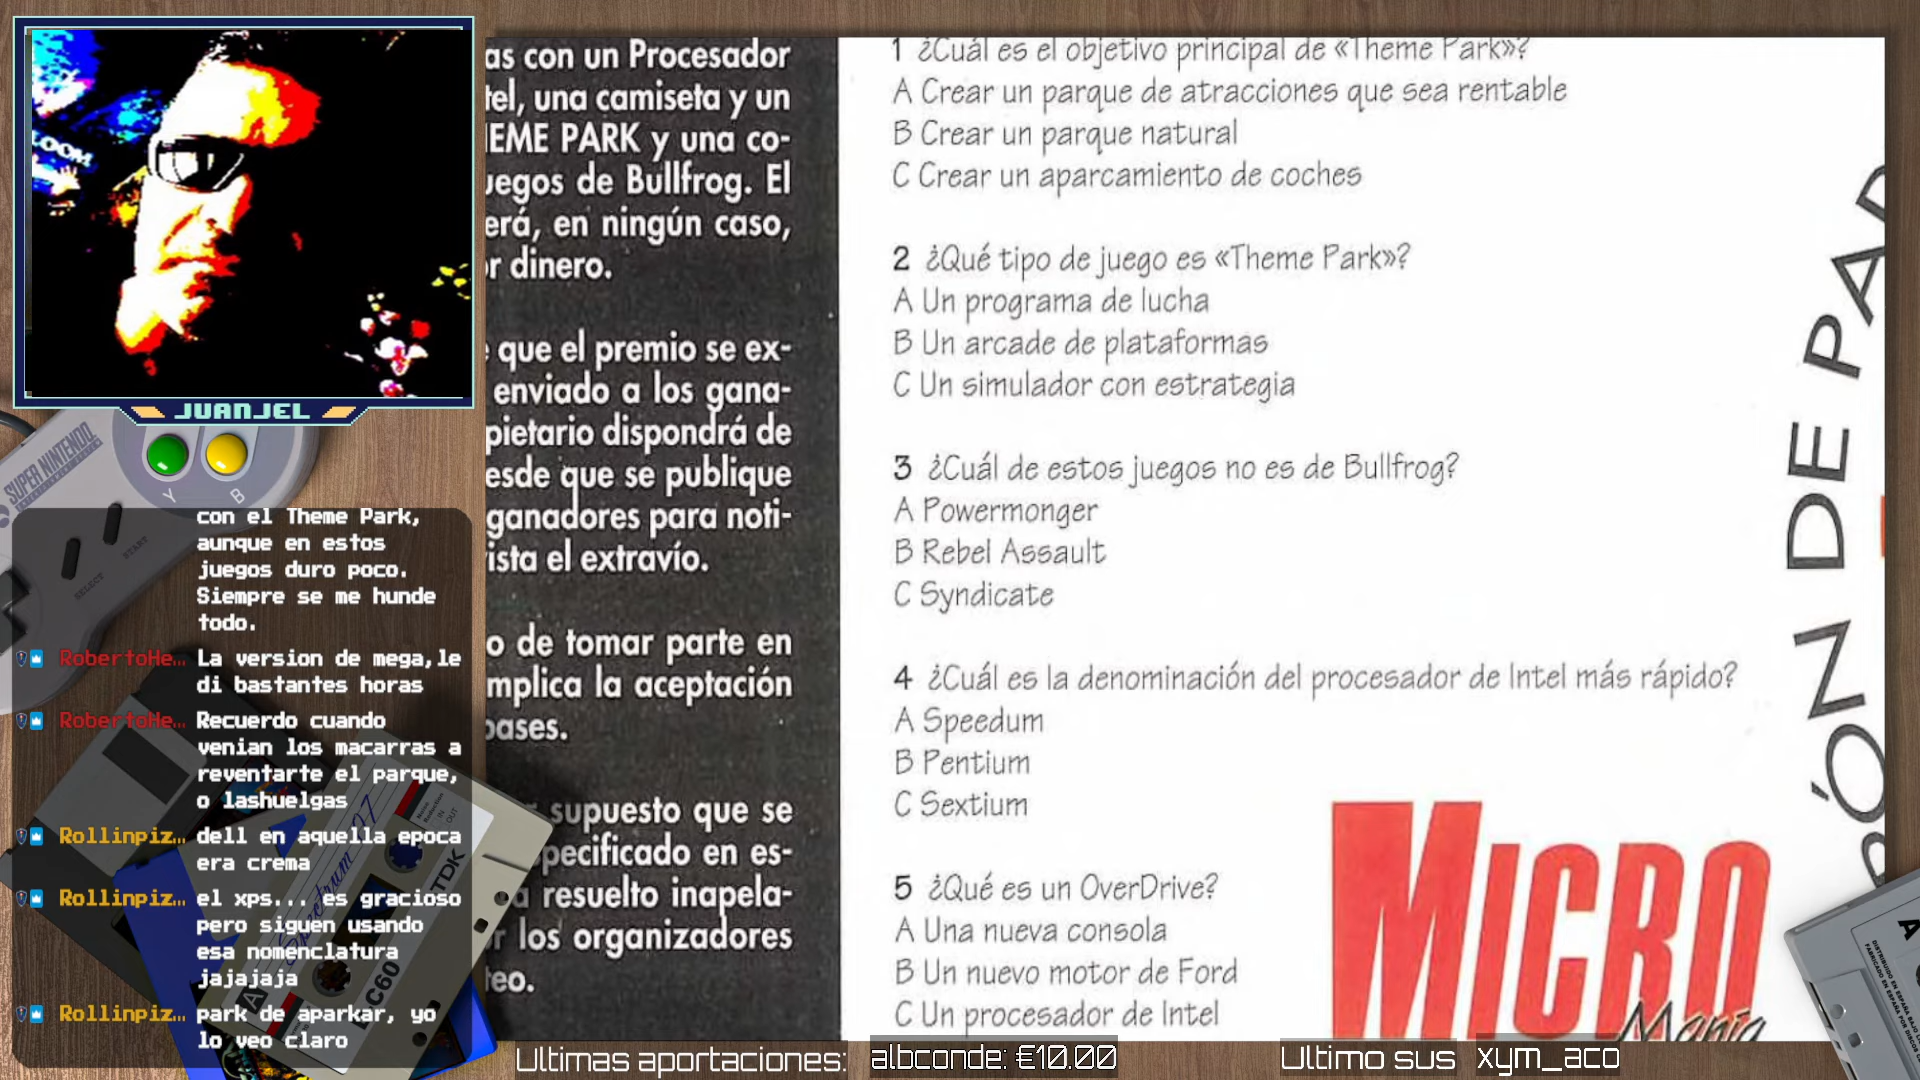 LOOM
JUANJEL
SUPER NINTENDO
Y
B
START
SELECT
con el Theme Park,
aunque en estos
juegos duro poco.
Siempre se me hunde
todo.
RobertoHe... La version de mega,le
di bastantes horas
RobertoHe... Recuerdo cuando
venian los macarras a
reventarte el parque,
o lashuelgas
Rollinpiz... dell en aquella epoca
era crema
Rollinpiz... el xps... es gracioso
pero siguen usando
esa nomenclatura
jajajaja
Rollinpiz... park de aparkar, yo
lo veo claro
A
TDK
as con un Procesador
tel, una camiseta y un
HEME PARK y una co-
uegos de Bullfrog. El
erá, en ningún caso,
r dinero.
que el premio se ex-
enviado a los gana-
pietario dispondrá de
esde que se publique
ganadores para noti-
ista el extravío.
o de tomar parte en
mplica la aceptación
bases.
supuesto que se
pecificado en es-
resuelto inapela-
r los organizadores
teo.
1 ¿Cuál es el objetivo principal de «Theme Park»?
A Crear un parque de atracciones que sea rentable
B Crear un parque natural
C Crear un aparcamiento de coches
2 ¿Qué tipo de juego es «Theme Park»?
A Un programa de lucha
B Un arcade de plataformas
C Un simulador con estrategia
3 ¿Cuál de estos juegos no es de Bullfrog?
A Powermonger
B Rebel Assault
C Syndicate
4 ¿Cuál es la denominación del procesador de Intel más rápido?
A Speedum
B Pentium
C Sextium
5 ¿Qué es un OverDrive?
A Una nueva consola
B Un nuevo motor de Ford
C Un procesador de Intel
ÓN DE PAR
MICRO
Manía
Ultimas aportaciones: albconde: €10.00
Ultimo sus xym_aco